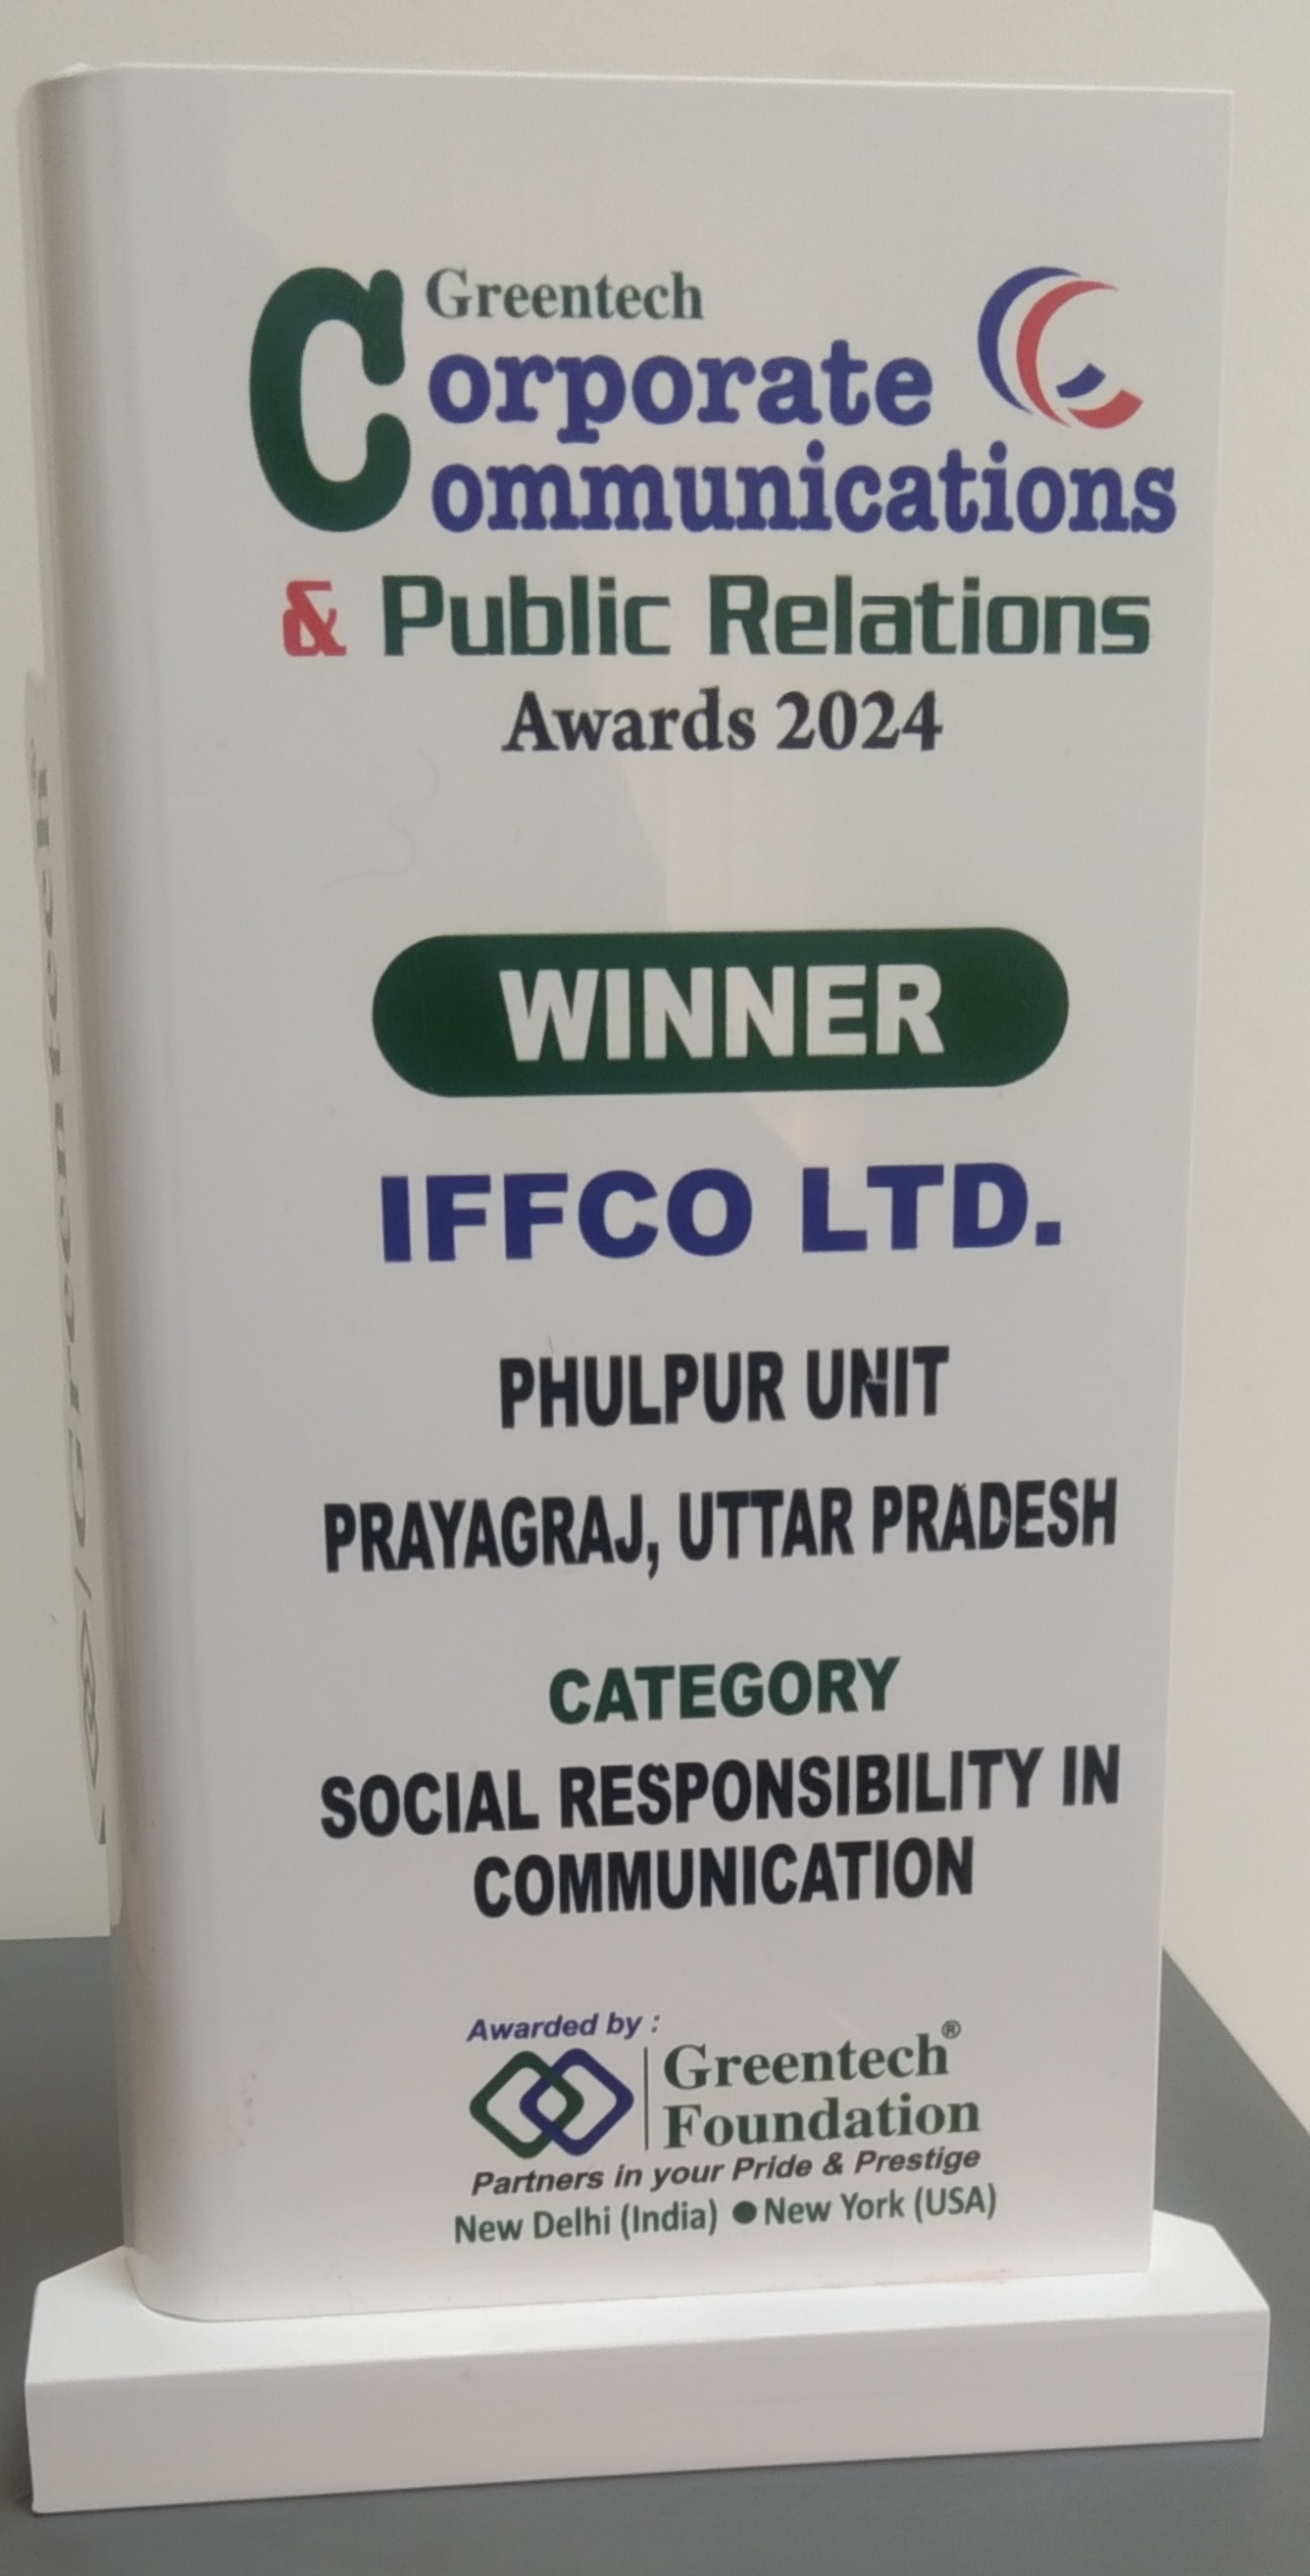 Greentech
Corporate
Communications
& Public Relations
Awards 2024
WINNER
IFFCO LTD.
PHULPUR UNIT
PRAYAGRAJ, UTTAR PRADESH
CATEGORY
SOCIAL RESPONSIBILITY IN
COMMUNICATION
Awarded by :
Greentech®
Foundation
Partners in your Pride & Prestige
New Delhi (India) ● New York (USA)
Greentech